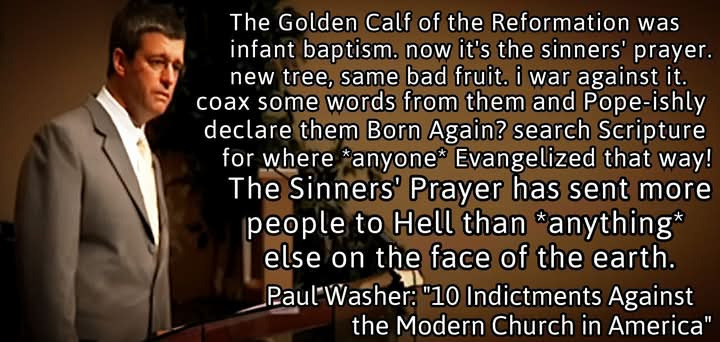 The Golden Calf of the Reformation was
infant baptism. now it's the sinners' prayer.
new tree, same bad fruit. i war against it.
coax some words from them and Pope-ishly
declare them Born Again? search Scripture
for where *anyone* Evangelized that way!
The Sinners' Prayer has sent more
people to Hell than *anything*
else on the face of the earth.
Paul Washer: "10 Indictments Against
the Modern Church in America"